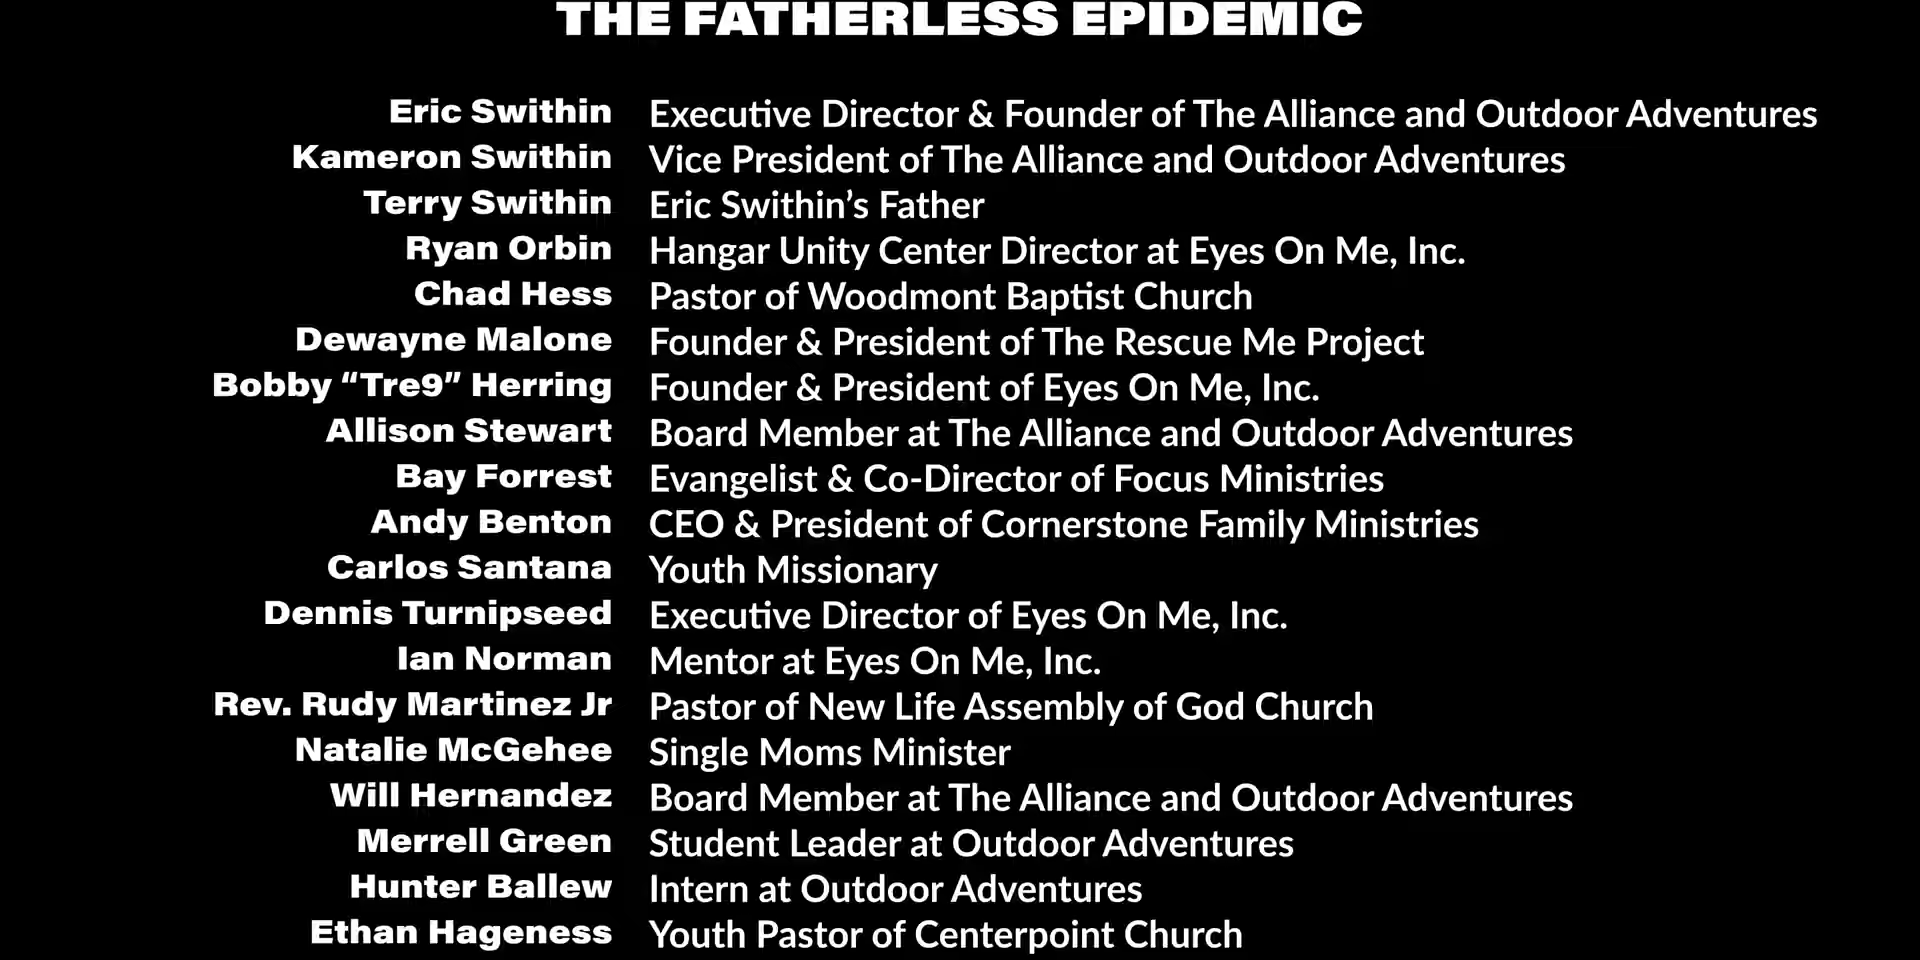 THE FATHERLESS EPIDEMIC
Eric Swithin Executive Director & Founder of The Alliance and Outdoor Adventures
Kameron Swithin Vice President of The Alliance and Outdoor Adventures
Terry Swithin Eric Swithin’s Father
Ryan Orbin Hangar Unity Center Director at Eyes On Me, Inc.
Chad Hess Pastor of Woodmont Baptist Church
Dewayne Malone Founder & President of The Rescue Me Project
Bobby “Tre9” Herring Founder & President of Eyes On Me, Inc.
Allison Stewart Board Member at The Alliance and Outdoor Adventures
Bay Forrest Evangelist & Co-Director of Focus Ministries
Andy Benton CEO & President of Cornerstone Family Ministries
Carlos Santana Youth Missionary
Dennis Turnipseed Executive Director of Eyes On Me, Inc.
Ian Norman Mentor at Eyes On Me, Inc.
Rev. Rudy Martinez Jr Pastor of New Life Assembly of God Church
Natalie McGehee Single Moms Minister
Will Hernandez Board Member at The Alliance and Outdoor Adventures
Merrell Green Student Leader at Outdoor Adventures
Hunter Ballew Intern at Outdoor Adventures
Ethan Hageness Youth Pastor of Centerpoint Church